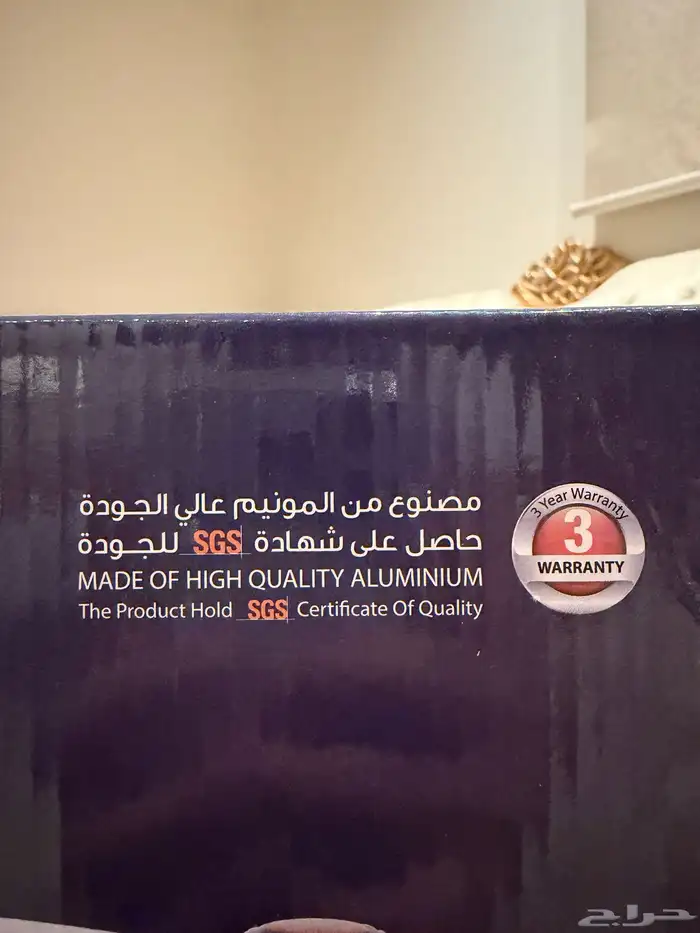 مصنوع من المونيم عالي الجودة
حاصل على شهادة SGS للجودة
MADE OF HIGH QUALITY ALUMINIUM
The Product Hold SGS Certificate Of Quality
3 Year Warranty
3
WARRANTY
حراج